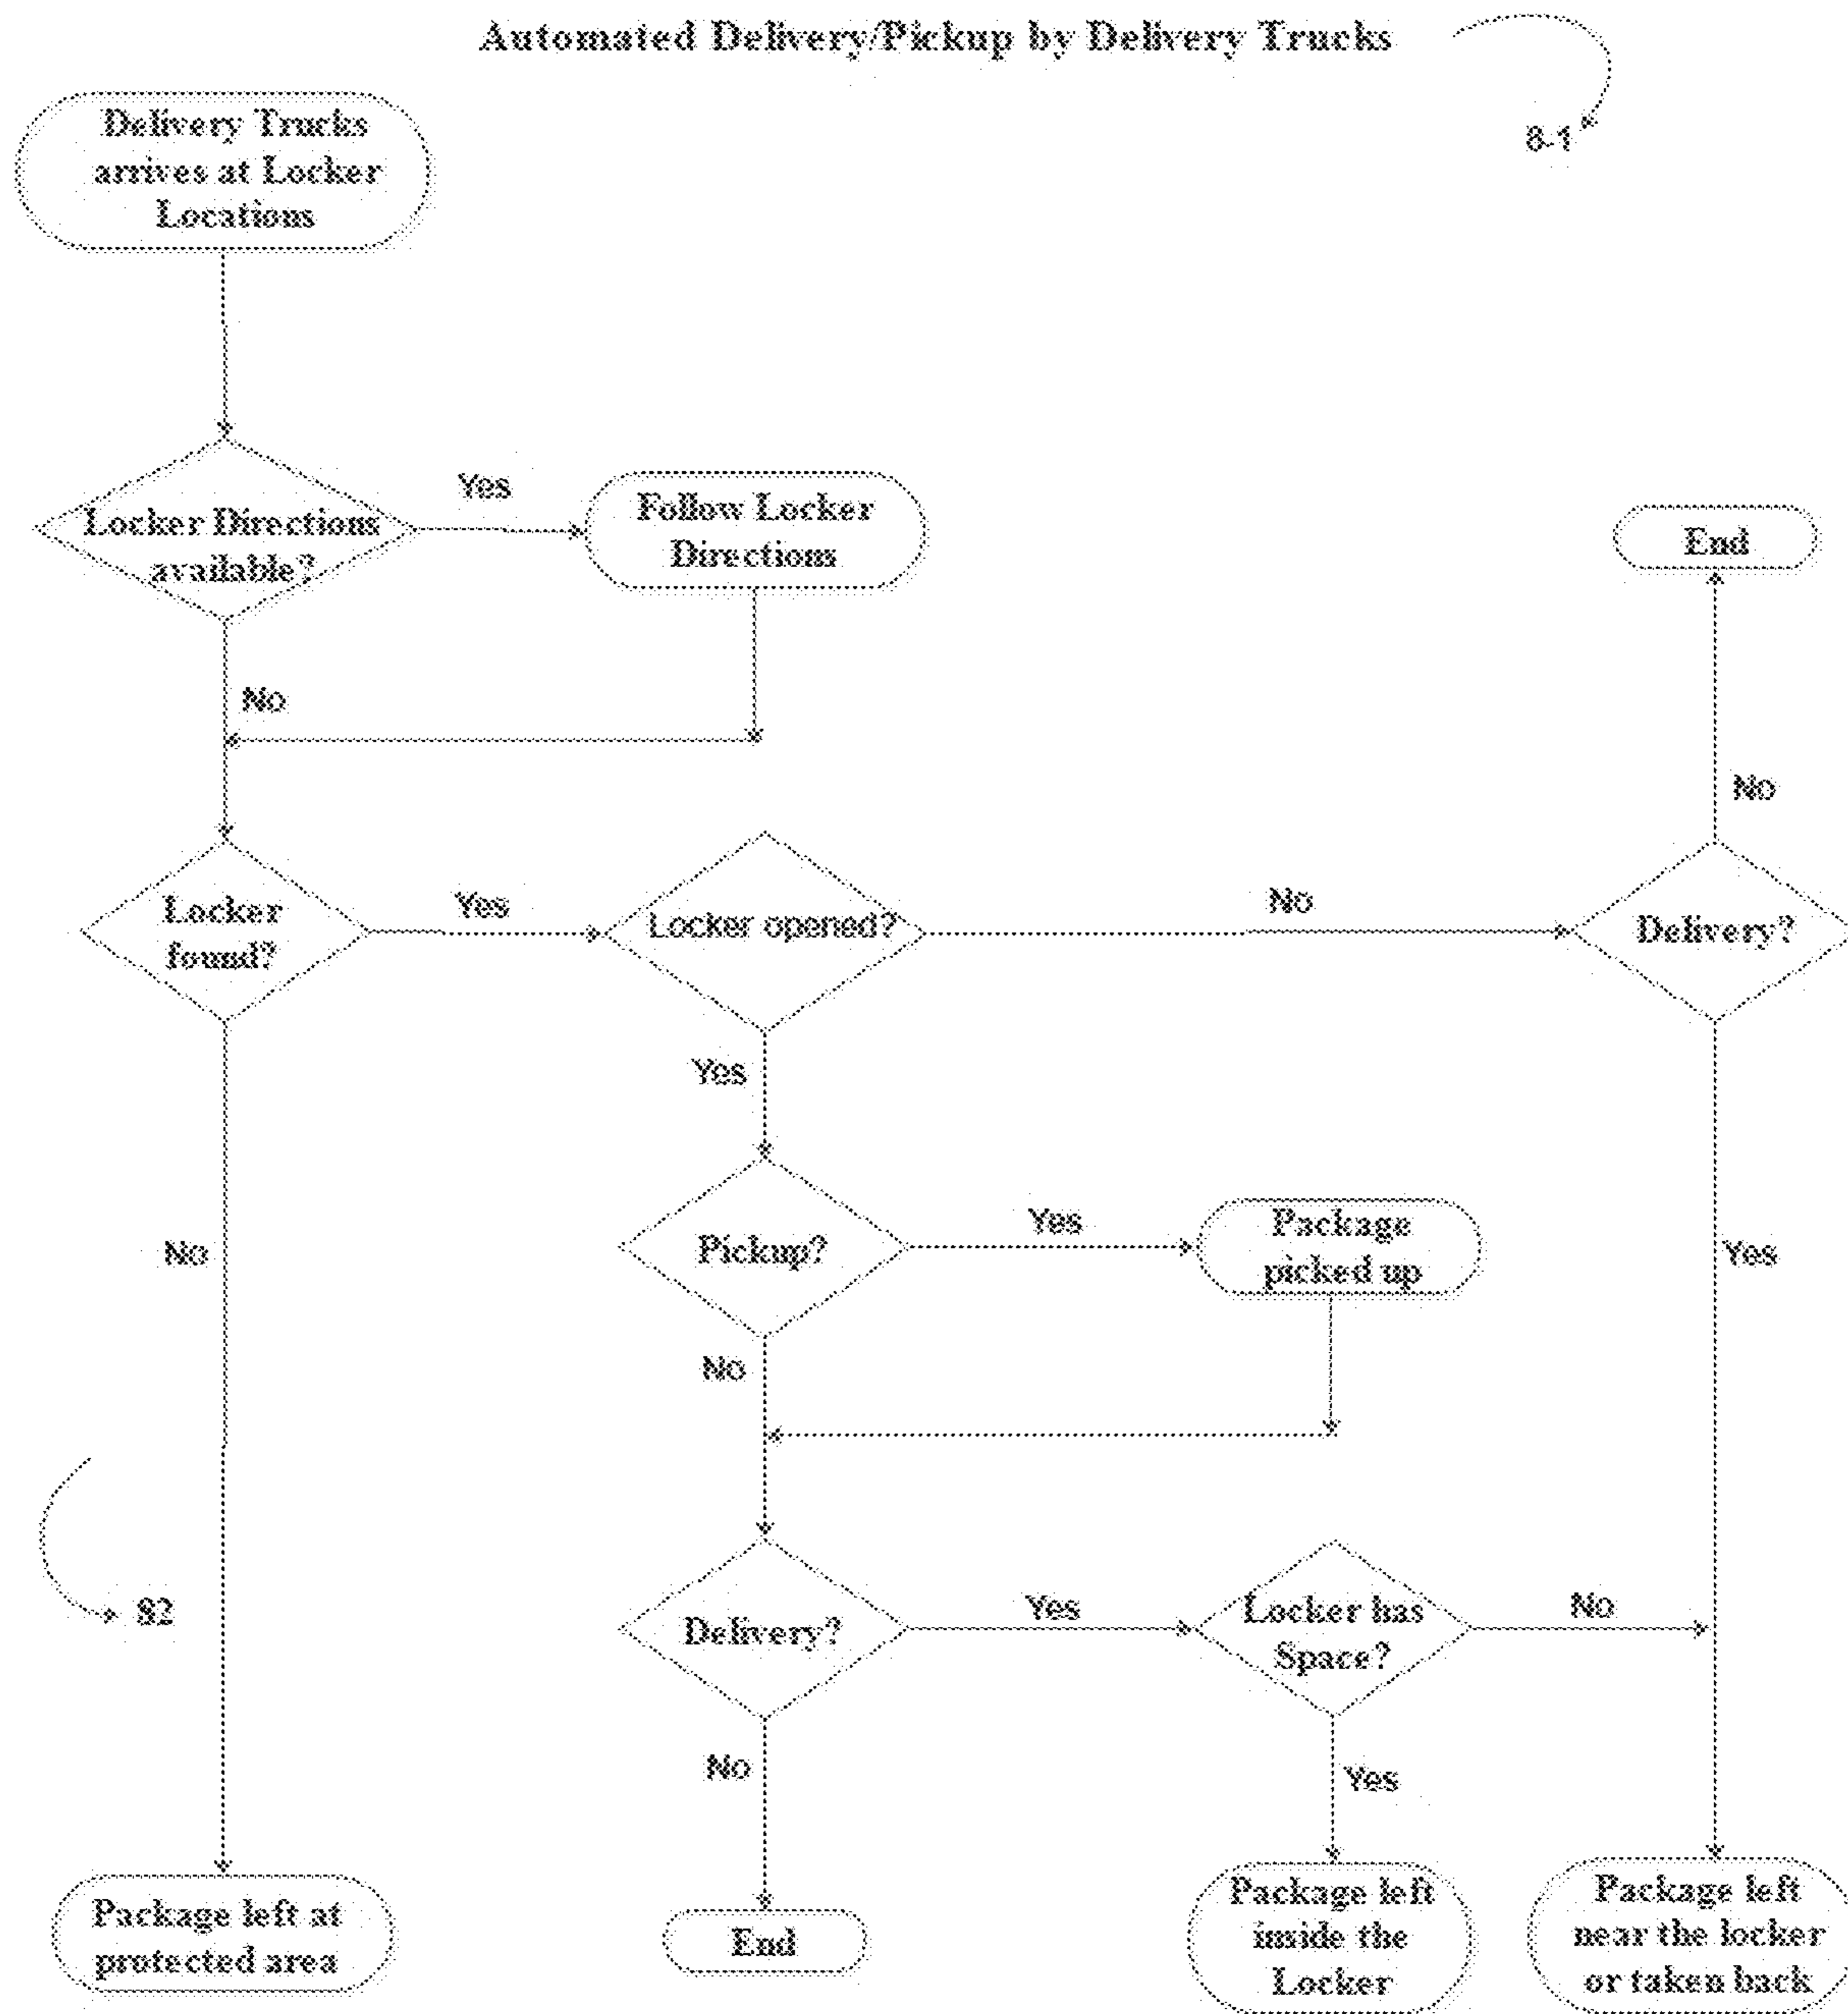 Automated Delivery/Pickup by Delivery Trucks
8-1
Delivery Trucks
arrives at Locker
Locations
Locker Directions
available?
Yes
Follow Locker
Directions
End
No
No
Locker
found?
Yes
Locker opened?
No
Delivery?
Yes
No
Pickup?
Yes
Package
picked up
Yes
No
82
Delivery?
Yes
Locker has
Space?
No
No
Yes
Package left at
protected area
End
Package left
inside the
Locker
Package left
near the locker
or taken back